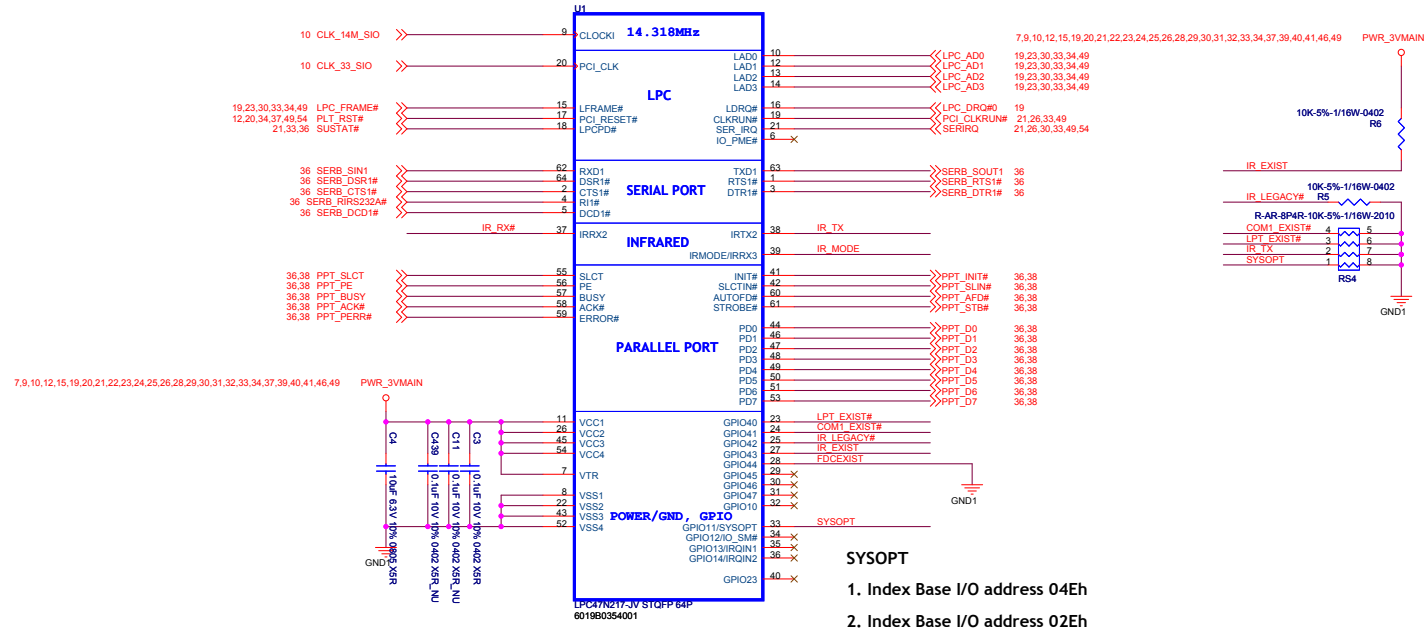 U1
14.318MHz
10 CLK_14M_SIO 9 CLOCKI
7,9,10,12,15,19,20,21,22,23,24,25,26,28,29,30,31,32,33,34,37,39,40,41,46,49 PWR_3VMAIN
10 CLK_33_SIO 20 PCI_CLK
LPC
LAD0 10 LPC_AD0 19,23,30,33,34,49
LAD1 12 LPC_AD1 19,23,30,33,34,49
LAD2 13 LPC_AD2 19,23,30,33,34,49
LAD3 14 LPC_AD3 19,23,30,33,34,49
19,23,30,33,34,49 LPC_FRAME# 15 LFRAME# LDRQ# 16 LPC_DRQ#0 19
12,20,34,37,49,54 PLT_RST# 17 PCI_RESET# CLKRUN# 19 PCI_CLKRUN# 21,26,33,49
21,33,36 SUSTAT# 18 LPCPD# SER_IRQ 21 SERIRQ 21,26,30,33,49,54
IO_PME# 6
10K-5%-1/16W-0402
R6
IR_EXIST
36 SERB_SIN1 62 RXD1 TXD1 63 SERB_SOUT1 36
36 SERB_DSR1# 64 DSR1# RTS1# 1 SERB_RTS1# 36
36 SERB_CTS1# 2 CTS1# DTR1# 3 SERB_DTR1# 36
36 SERB_RIRS232A# 4 RI1#
36 SERB_DCD1# 5 DCD1#
SERIAL PORT
10K-5%-1/16W-0402
IR_LEGACY# R5
R-AR-8P4R-10K-5%-1/16W-2010
COM1_EXIST# 4 5
LPT_EXIST# 3 6
IR_TX 2 7
SYSOPT 1 8
RS4
GND1
IR_RX# 37 IRRX2 IRTX2 38 IR_TX
INFRARED
IRMODE/IRRX3 39 IR_MODE
36,38 PPT_SLCT 55 SLCT INIT# 41 PPT_INIT# 36,38
36,38 PPT_PE 56 PE SLCTIN# 42 PPT_SLIN# 36,38
36,38 PPT_BUSY 57 BUSY AUTOFD# 60 PPT_AFD# 36,38
36,38 PPT_ACK# 58 ACK# STROBE# 61 PPT_STB# 36,38
36,38 PPT_PERR# 59 ERROR#
PARALLEL PORT
PD0 44 PPT_D0 36,38
PD1 46 PPT_D1 36,38
PD2 47 PPT_D2 36,38
PD3 48 PPT_D3 36,38
PD4 49 PPT_D4 36,38
PD5 50 PPT_D5 36,38
PD6 51 PPT_D6 36,38
PD7 53 PPT_D7 36,38
7,9,10,12,15,19,20,21,22,23,24,25,26,28,29,30,31,32,33,34,37,39,40,41,46,49 PWR_3VMAIN
11 VCC1 GPIO40 23 LPT_EXIST#
26 VCC2 GPIO41 24 COM1_EXIST#
45 VCC3 GPIO42 25 IR_LEGACY#
54 VCC4 GPIO43 27 IR_EXIST
GPIO44 28 FDCEXIST
7 VTR GPIO45 29
GPIO46 30
8 VSS1 GPIO47 31
22 VSS2 GPIO10 32
43 VSS3
52 VSS4
POWER/GND, GPIO
GPIO11/SYSOPT 33 SYSOPT
GPIO12/IO_SM# 34
GPIO13/IRQIN1 35
GPIO14/IRQIN2 36
GPIO23 40
GND1
C4 10uF 6.3V 10% 0805 X5R
C439 0.1uF 10V 10% 0402 X5R_NU
C11 0.1uF 10V 10% 0402 X5R_NU
C3 0.1uF 10V 10% 0402 X5R
GND1
LPC47N217-JV STQFP 64P
6019B0354001
SYSOPT
1. Index Base I/O address 04Eh
2. Index Base I/O address 02Eh